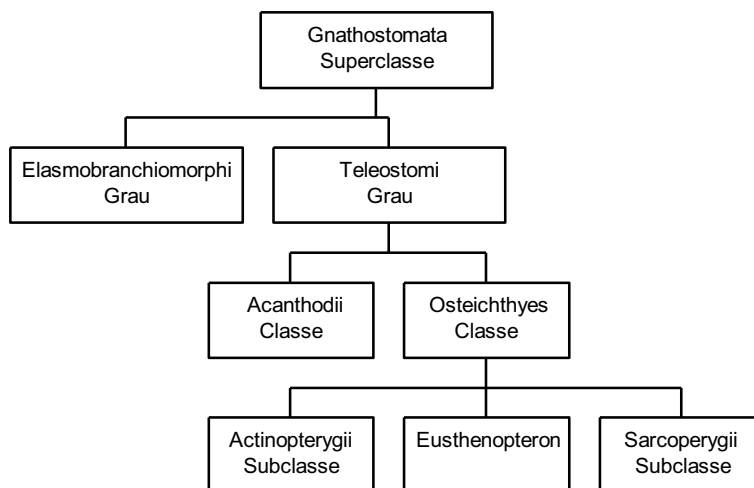 Gnathostomata
Superclasse
Elasmobranchiomorphi
Grau
Teleostomi
Grau
Acanthodii
Classe
Osteichthyes
Classe
Actinopterygii
Subclasse
Eusthenopteron
Sarcoperygii
Subclasse